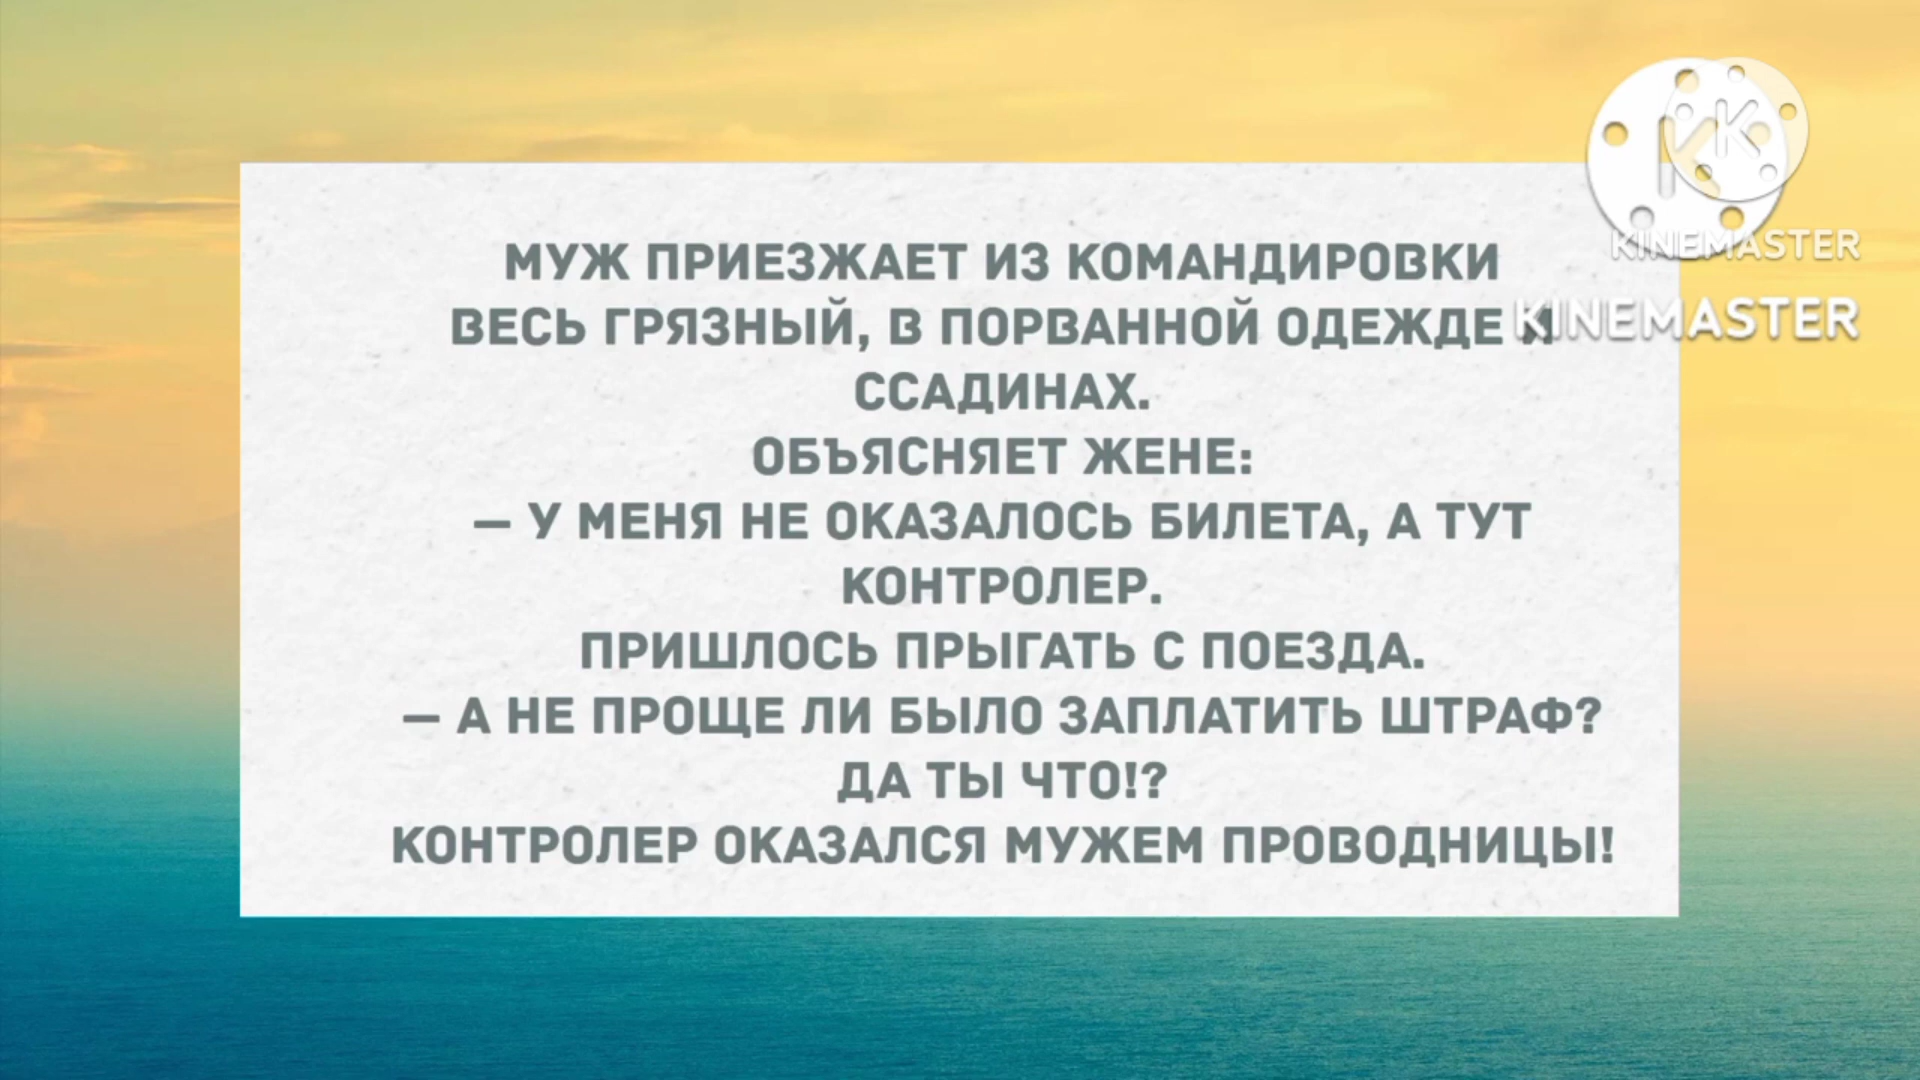 МУЖ ПРИЕЗЖАЕТ ИЗ КОМАНДИРОВКИ
ВЕСЬ ГРЯЗНЫЙ, В ПОРВАННОЙ ОДЕЖДЕ И
ССАДИНАХ.
ОБЪЯСНЯЕТ ЖЕНЕ:
— У МЕНЯ НЕ ОКАЗАЛОСЬ БИЛЕТА, А ТУТ
КОНТРОЛЕР.
ПРИШЛОСЬ ПРЫГАТЬ С ПОЕЗДА.
— А НЕ ПРОЩЕ ЛИ БЫЛО ЗАПЛАТИТЬ ШТРАФ?
ДА ТЫ ЧТО!?
КОНТРОЛЕР ОКАЗАЛСЯ МУЖЕМ ПРОВОДНИЦЫ!
K
K
KINEMASTER
KINEMASTER